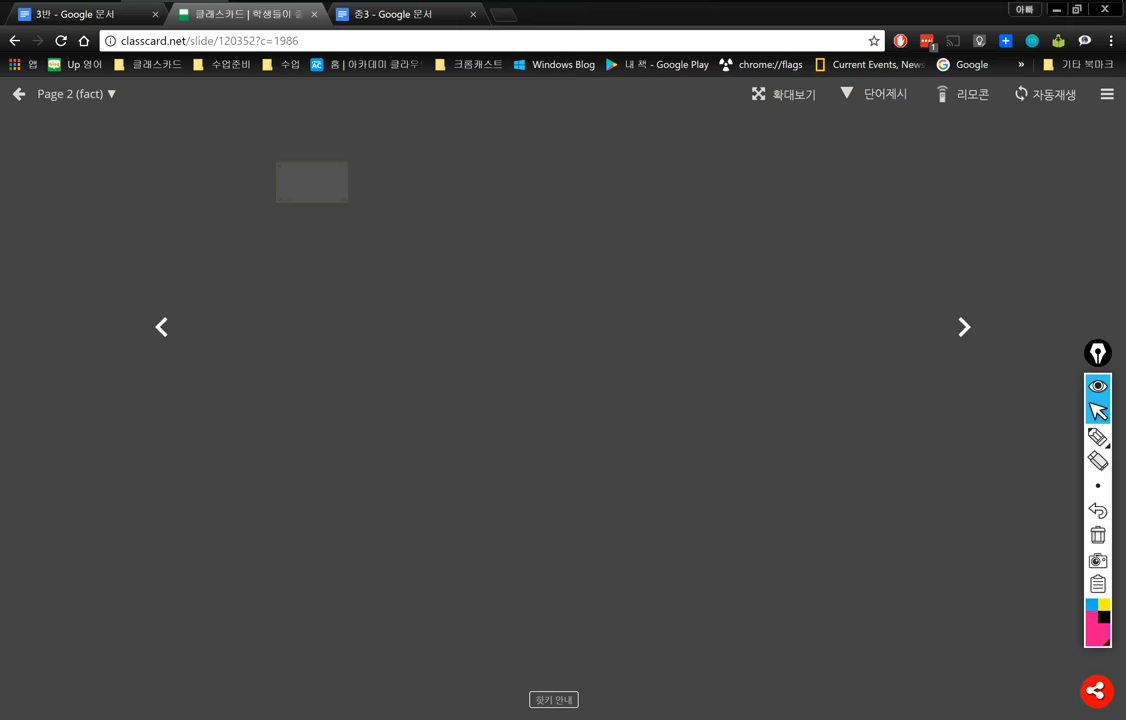 3반 - Google 문서
클래스카드 | 학생들이 좋
중3 - Google 문서
아빠
classcard.net/slide/120352?c=1986
앱
Up 영어
클래스카드
수업준비
수업
홈 | 아카데미 클라우
크롬캐스트
Windows Blog
내 책 - Google Play
chrome://flags
Current Events, News
Google
»
기타 북마크
Page 2 (fact) ▼
확대보기
단어제시
리모콘
자동재생
핫키 안내